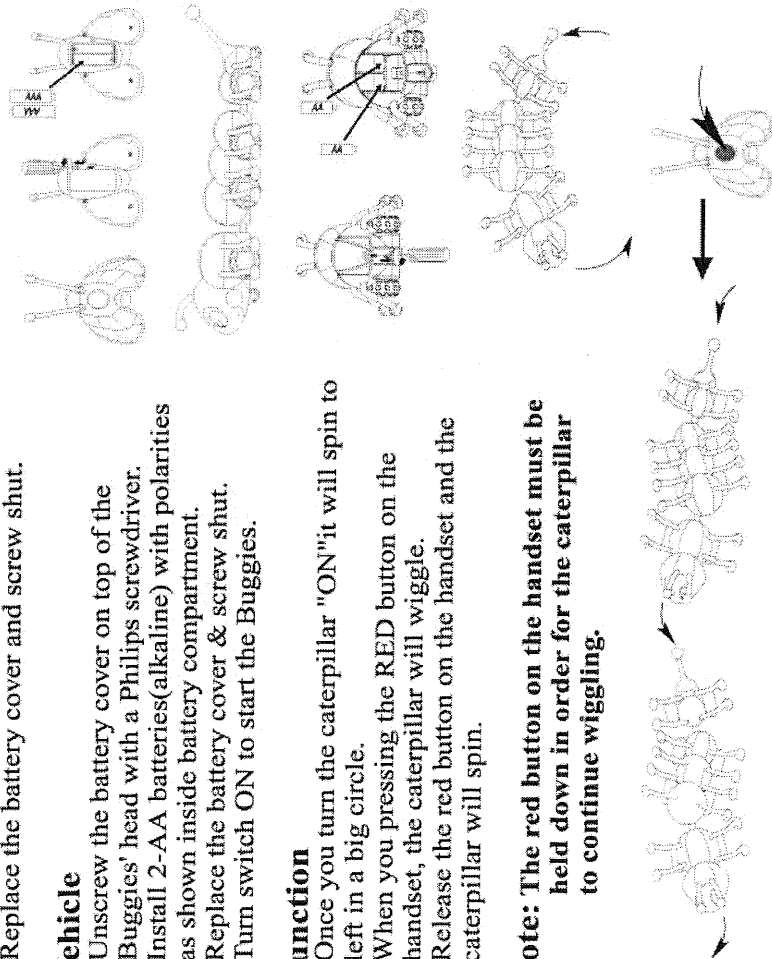 Replace the battery cover and screw shut.
ehicle
Unscrew the battery cover on top of the
Buggies' head with a Philips screwdriver.
Install 2-AA batteries(alkaline) with polarities
as shown inside battery compartment.
Replace the battery cover & screw shut.
Turn switch ON to start the Buggies.
unction
Once you turn the caterpillar "ON"it will spin to
left in a big circle.
When you pressing the RED button on the
handset, the caterpillar will wiggle.
Release the red button on the handset and the
caterpillar will spin.
ote: The red button on the handset must be
held down in order for the caterpillar
to continue wiggling.
AAA
AAA
AA
AA